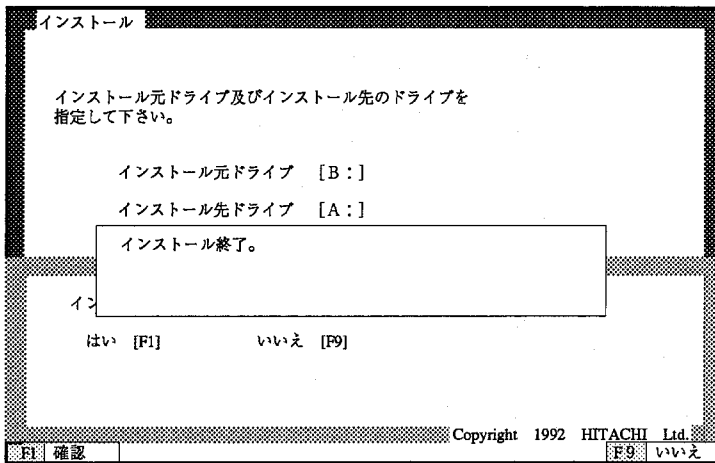 インストール
インストール元ドライブ及びインストール先のドライブを
指定して下さい。
インストール元ドライブ [B:]
インストール先ドライブ [A:]
インストール終了。
イン
はい [F1] いいえ [F9]
Copyright 1992 HITACHI Ltd.
F1 確認 F9 いいえ